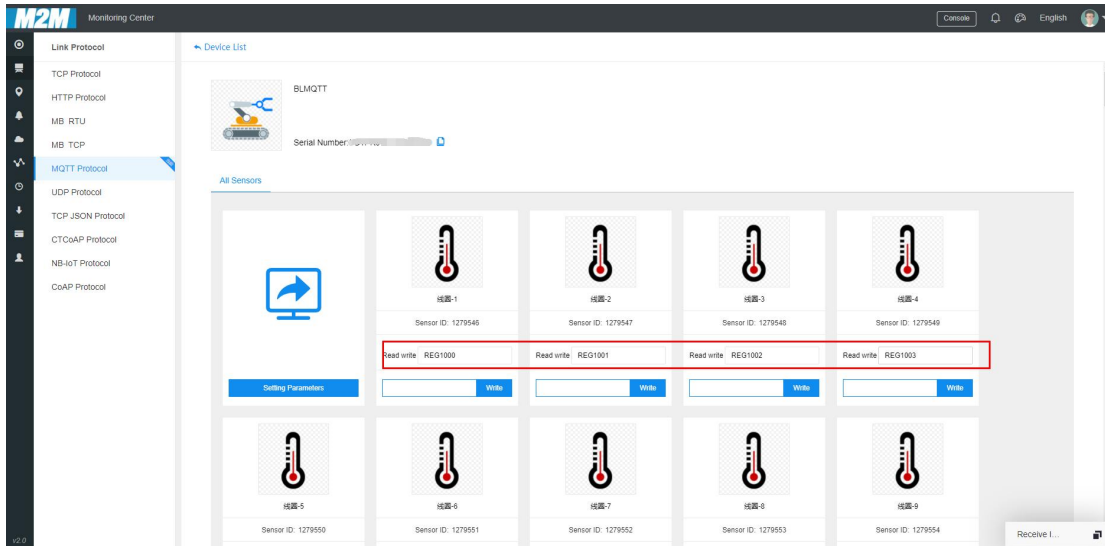 M2M Monitoring Center Console English
Link Protocol
Device List
TCP Protocol
HTTP Protocol
MB RTU
MB TCP
MQTT Protocol
UDP Protocol
TCP JSON Protocol
CTCoAP Protocol
NB-IoT Protocol
CoAP Protocol
BLMQTT
Serial Number:
All Sensors
Setting Parameters
线圈-1
Sensor ID: 1279546
Read write REG1000
Write
线圈-2
Sensor ID: 1279547
Read write REG1001
Write
线圈-3
Sensor ID: 1279548
Read write REG1002
Write
线圈-4
Sensor ID: 1279549
Read write REG1003
Write
线圈-5
Sensor ID: 1279550
线圈-6
Sensor ID: 1279551
线圈-7
Sensor ID: 1279552
线圈-8
Sensor ID: 1279553
线圈-9
Sensor ID: 1279554
v2.0
Receive I...